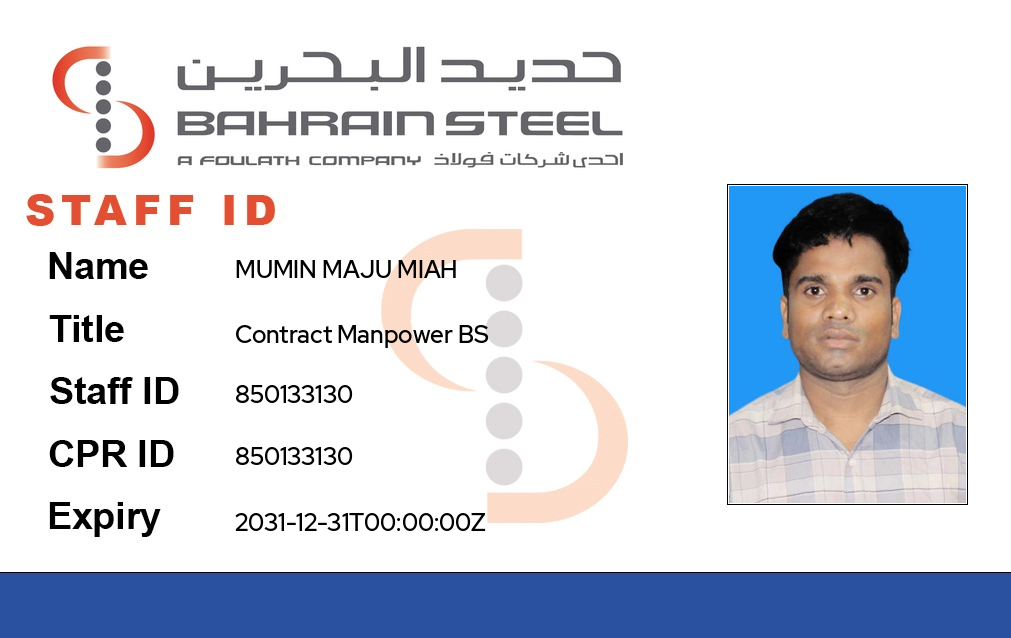 حديد البحرين
BAHRAIN STEEL
A FOULATH COMPANY احدى شركات فولاذ
STAFF ID
Name MUMIN MAJU MIAH
Title Contract Manpower BS
Staff ID 850133130
CPR ID 850133130
Expiry 2031-12-31T00:00:00Z